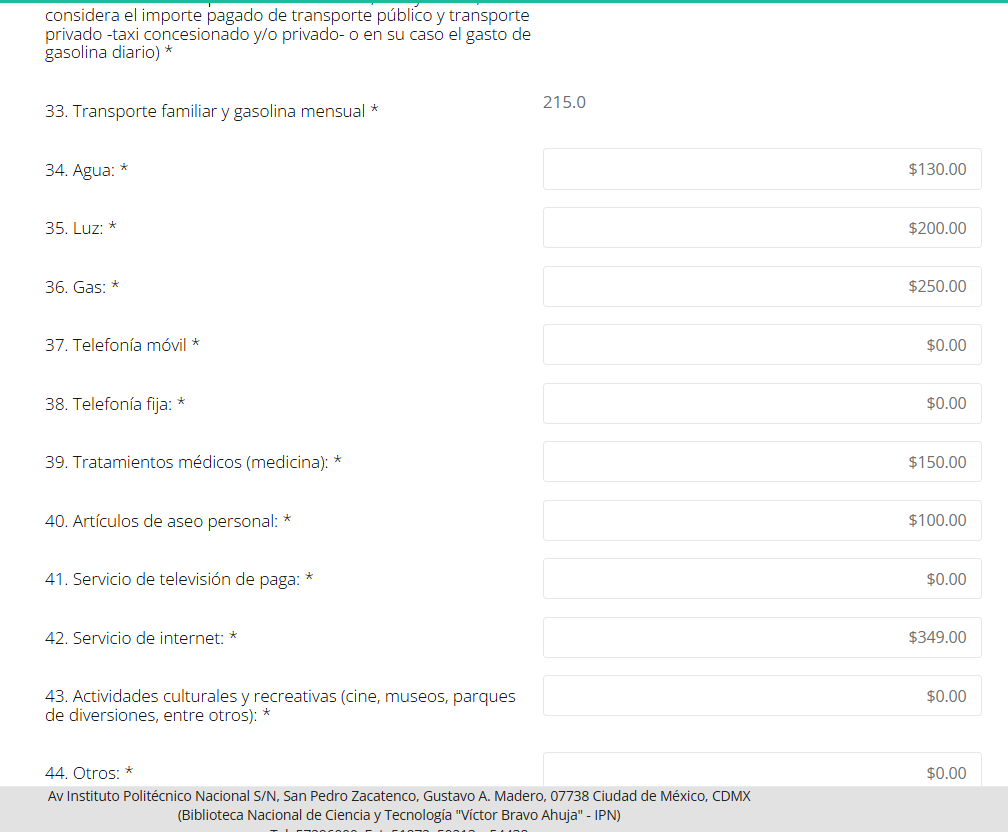 considera el importe pagado de transporte público y transporte
privado -taxi concesionado y/o privado- o en su caso el gasto de
gasolina diario) *
33. Transporte familiar y gasolina mensual *
215.0
34. Agua: *
$130.00
35. Luz: *
$200.00
36. Gas: *
$250.00
37. Telefonía móvil *
$0.00
38. Telefonía fija: *
$0.00
39. Tratamientos médicos (medicina): *
$150.00
40. Artículos de aseo personal: *
$100.00
41. Servicio de televisión de paga: *
$0.00
42. Servicio de internet: *
$349.00
43. Actividades culturales y recreativas (cine, museos, parques
de diversiones, entre otros): *
$0.00
44. Otros: *
$0.00
Av Instituto Politécnico Nacional S/N, San Pedro Zacatenco, Gustavo A. Madero, 07738 Ciudad de México, CDMX
(Biblioteca Nacional de Ciencia y Tecnología "Víctor Bravo Ahuja" - IPN)